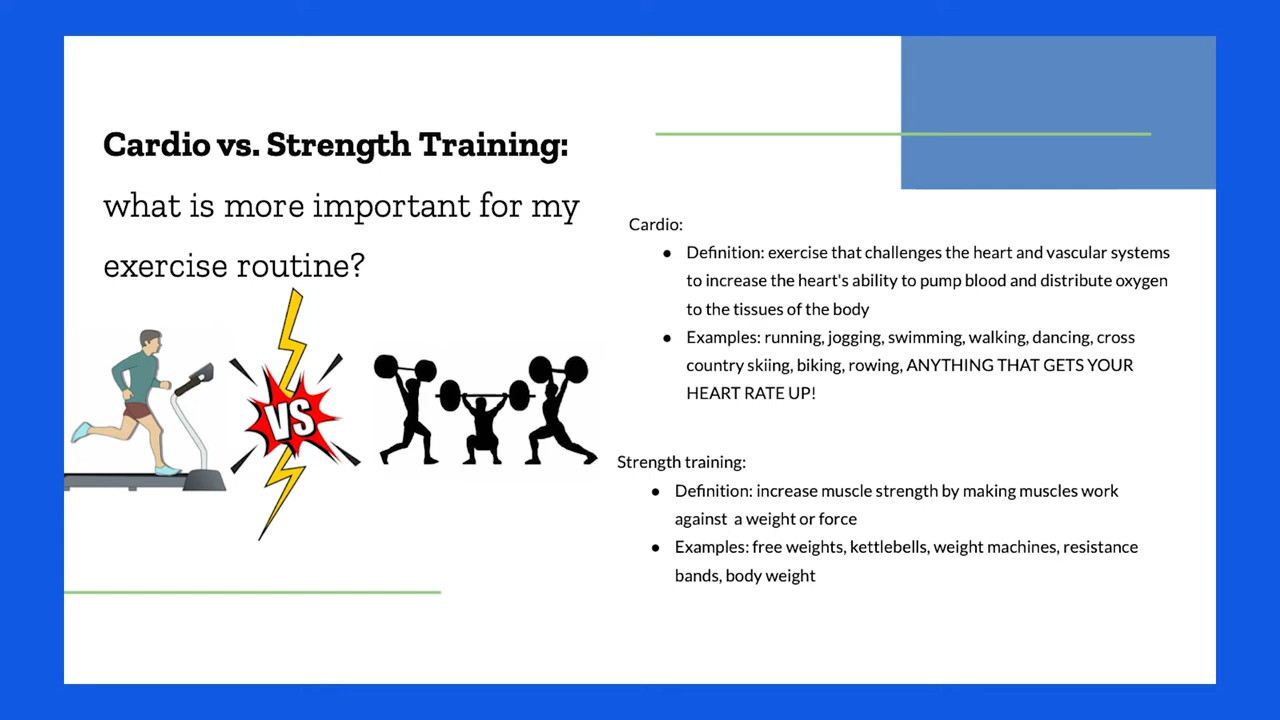 Cardio vs. Strength Training:
what is more important for my
exercise routine?
VS
Cardio:
● Definition: exercise that challenges the heart and vascular systems
to increase the heart's ability to pump blood and distribute oxygen
to the tissues of the body
● Examples: running, jogging, swimming, walking, dancing, cross
country skiing, biking, rowing, ANYTHING THAT GETS YOUR
HEART RATE UP!
Strength training:
● Definition: increase muscle strength by making muscles work
against a weight or force
● Examples: free weights, kettlebells, weight machines, resistance
bands, body weight